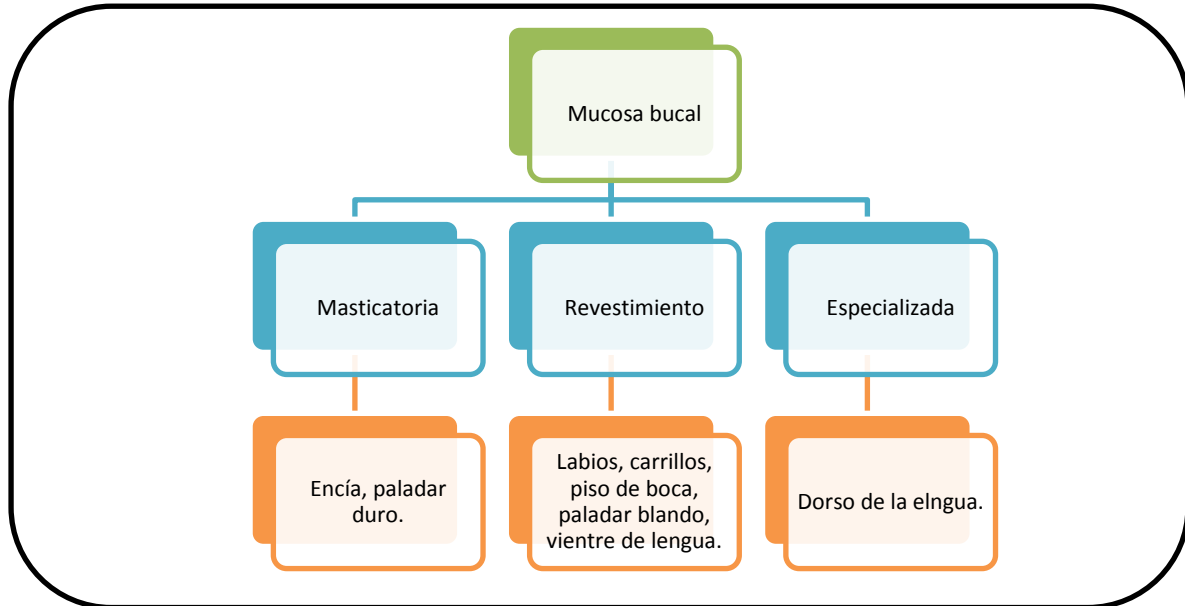 Mucosa bucal
Masticatoria
Revestimiento
Especializada
Encía, paladar
duro.
Labios, carrillos,
piso de boca,
paladar blando,
vientre de lengua.
Dorso de la elngua.